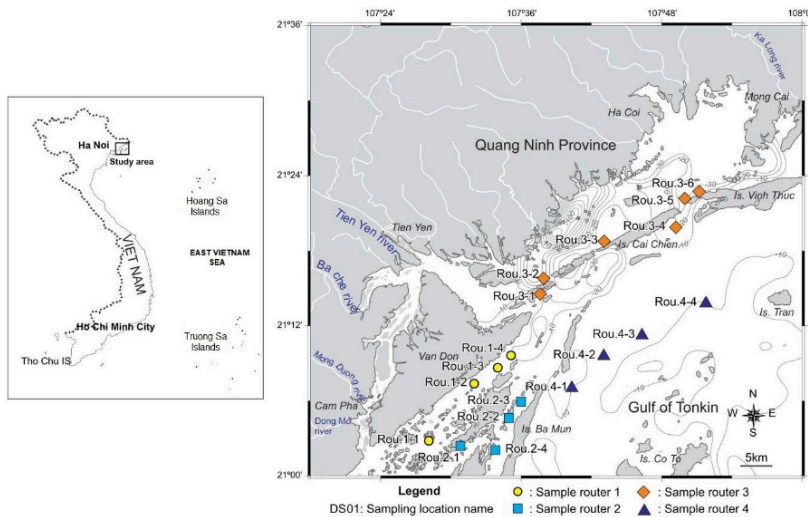 107°24'
107°36'
107°48'
108°0
21°36'
21°24'
21°12'
21°00'
Ha Noi
Study area
Hoang Sa
Islands
VIET NAM
EAST VIETNAM
SEA
Ho Chi Minh City
Truong Sa
Islands
Tho Chu IS
Ka Long river
Mong Cai
Ha Coi
Quang Ninh Province
Rou.3-6
Rou.3-5
Is. Vinh Thuc
Rou.3-4
Tien Yen
Tien Yen river
Rou.3-3
Is. Cai Chien
Ba che river
Rou.3-2
Rou.3-1
Rou.4-4
Is. Tran
Rou.1-4
Rou.4-3
Van Don
Rou.1-3
Rou.4-2
Mong Duong river
Rou.1-2
Rou.4-1
Rou.2-3
Cam Pha
Rou.2-2
Gulf of Tonkin
N
W E
S
Dong Mo
river
Rou.1-1
Is. Ba Mun
Rou.2-1
Rou.2-4
Is. Co To
5km
Legend
DS01: Sampling location name
: Sample router 1
: Sample router 2
: Sample router 3
: Sample router 4